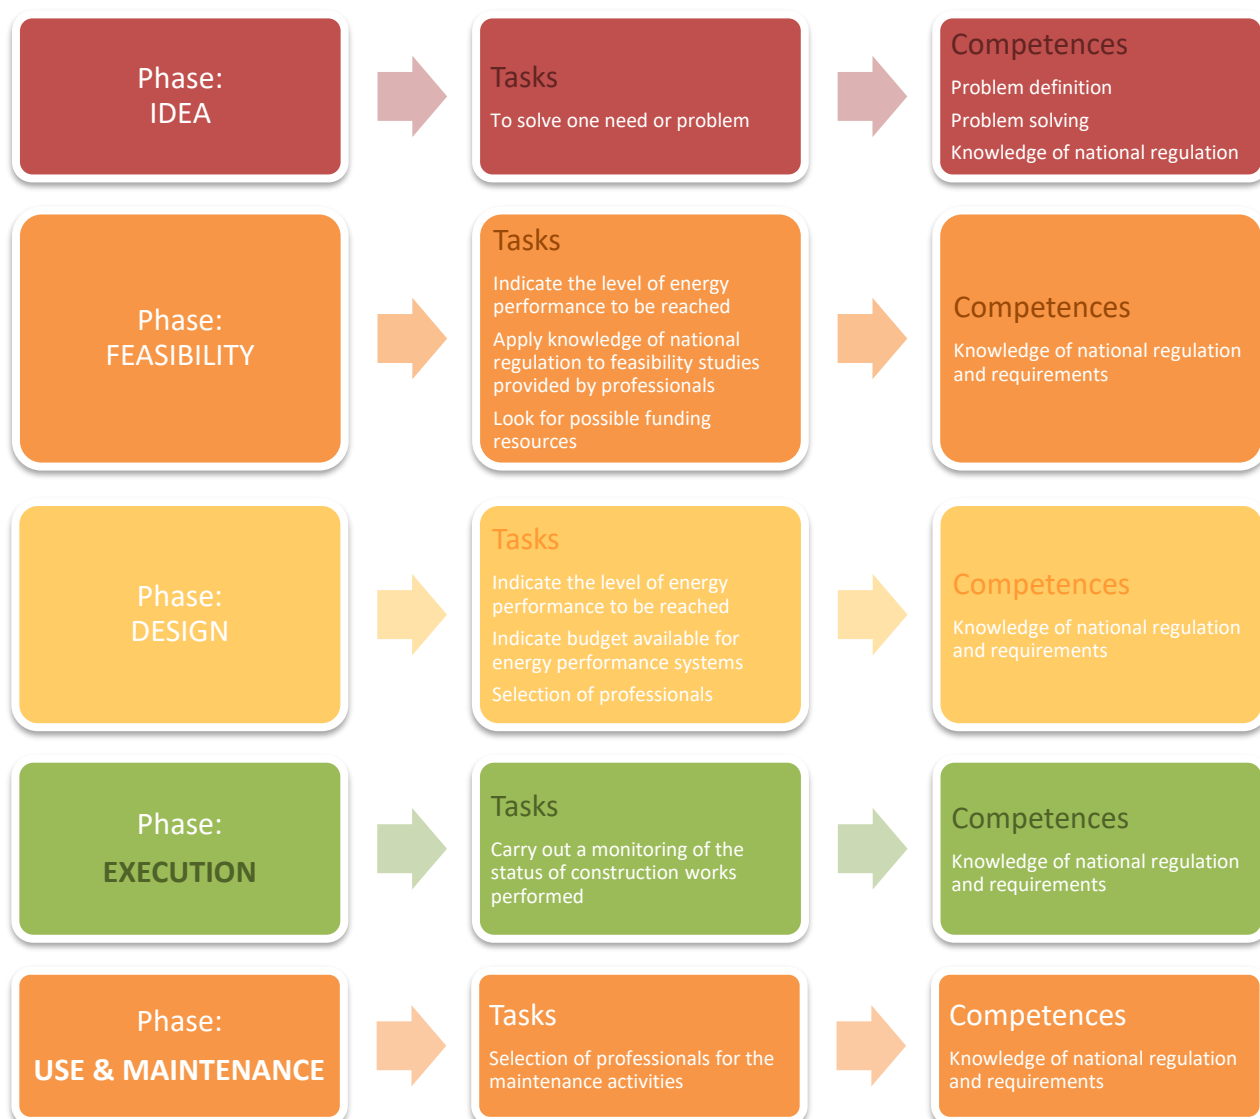 Phase:
IDEA
Tasks
To solve one need or problem
Competences
Problem definition
Problem solving
Knowledge of national regulation
Phase:
FEASIBILITY
Tasks
Indicate the level of energy
performance to be reached
Apply knowledge of national
regulation to feasibility studies
provided by professionals
Look for possible funding
resources
Competences
Knowledge of national regulation
and requirements
Phase:
DESIGN
Tasks
Indicate the level of energy
performance to be reached
Indicate budget available for
energy performance systems
Selection of professionals
Competences
Knowledge of national regulation
and requirements
Phase:
EXECUTION
Tasks
Carry out a monitoring of the
status of construction works
performed
Competences
Knowledge of national regulation
and requirements
Phase:
USE & MAINTENANCE
Tasks
Selection of professionals for the
maintenance activities
Competences
Knowledge of national regulation
and requirements